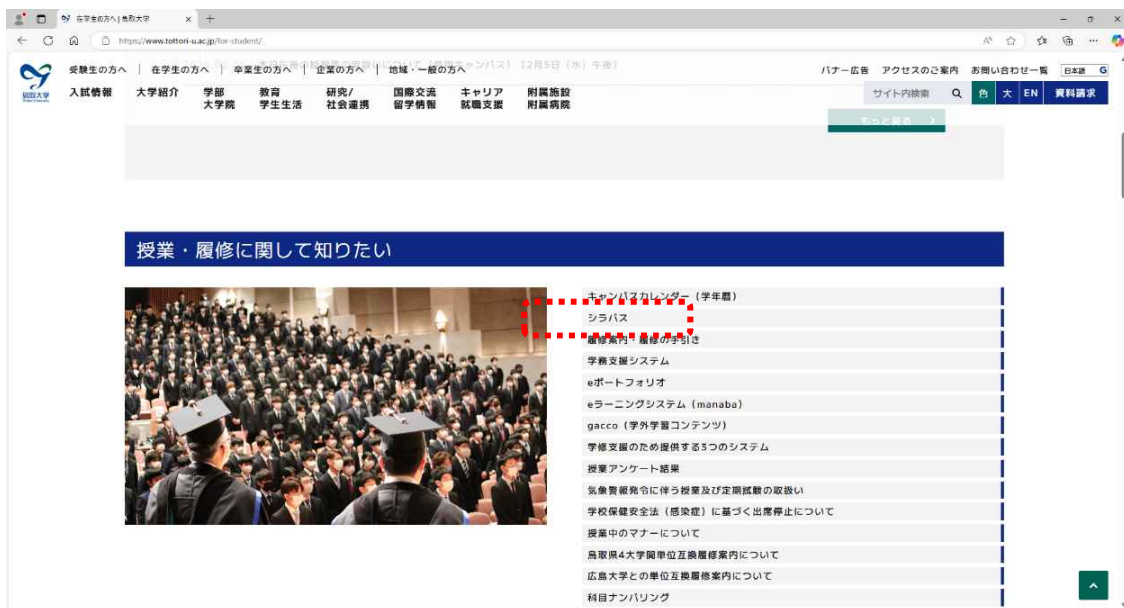 在学生の方へ | 鳥取大学
https://www.tottori-u.ac.jp/for-student/
鳥取大学
受験生の方へ | 在学生の方へ | 卒業生の方へ | 企業の方へ | 地域・一般の方へ
(2月5日(水)午後)
バナー広告 アクセスのご案内 お問い合わせ一覧 日本語 G
入試情報 大学紹介 学部 大学院 教育 学生生活 研究/ 社会連携 国際交流 留学情報 キャリア 就職支援 附属施設 附属病院
サイト内検索 色 大 EN 資料請求
もっと見る
授業・履修に関して知りたい
キャンパスカレンダー(学年暦)
シラバス
履修案内・履修の手引き
学務支援システム
eポートフォリオ
eラーニングシステム(manaba)
gacco(学外学習コンテンツ)
学修支援のため提供する3つのシステム
授業アンケート結果
気象警報発令に伴う授業及び定期試験の取扱い
学校保健安全法(感染症)に基づく出席停止について
授業中のマナーについて
鳥取県4大学間単位互換履修案内について
広島大学との単位互換履修案内について
科目ナンバリング